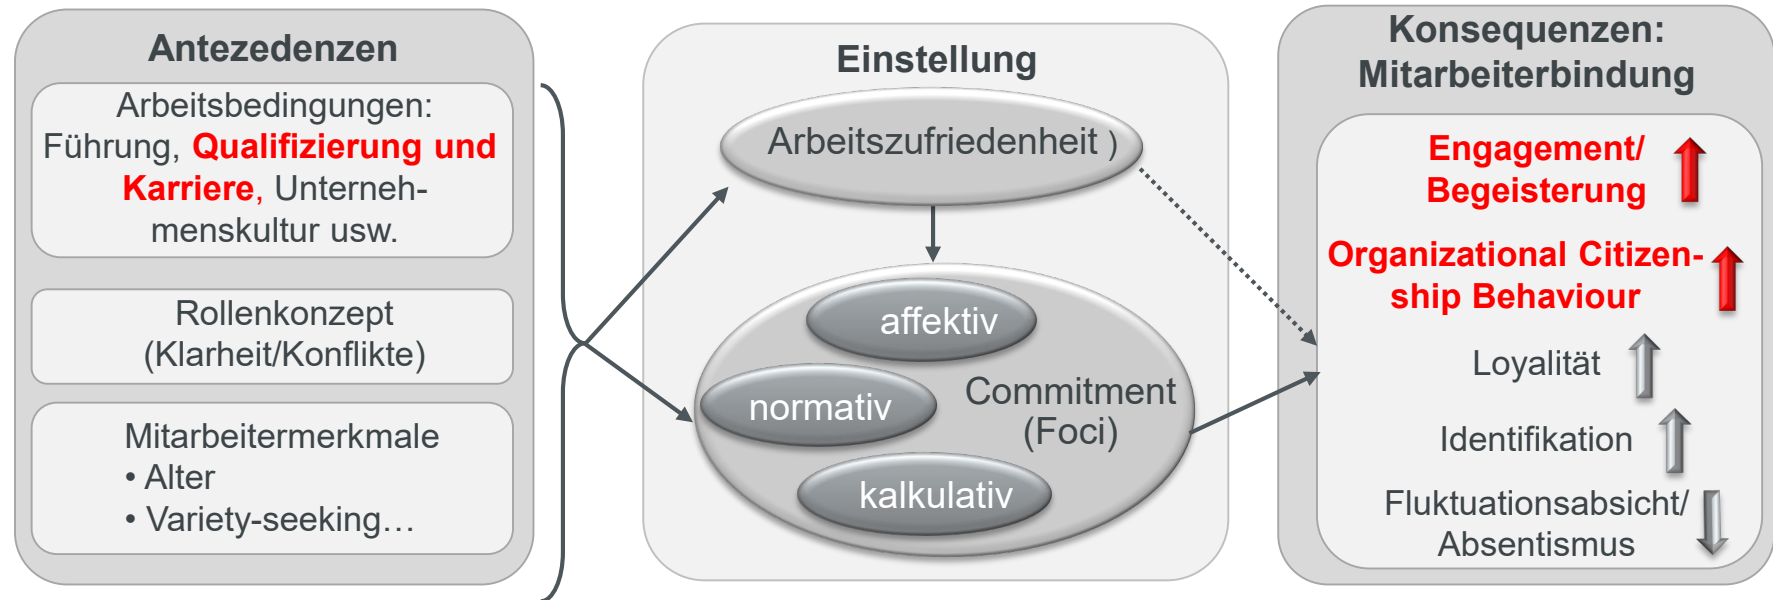 Antezedenzen
Arbeitsbedingungen:
Führung, Qualifizierung und
Karriere, Unterneh-
menskultur usw.
Rollenkonzept
(Klarheit/Konflikte)
Mitarbeitermerkmale
• Alter
• Variety-seeking…
Einstellung
Arbeitszufriedenheit )
affektiv
normativ
Commitment
(Foci)
kalkulativ
Konsequenzen:
Mitarbeiterbindung
Engagement/
Begeisterung
Organizational Citizen-
ship Behaviour
Loyalität
Identifikation
Fluktuationsabsicht/
Absentismus